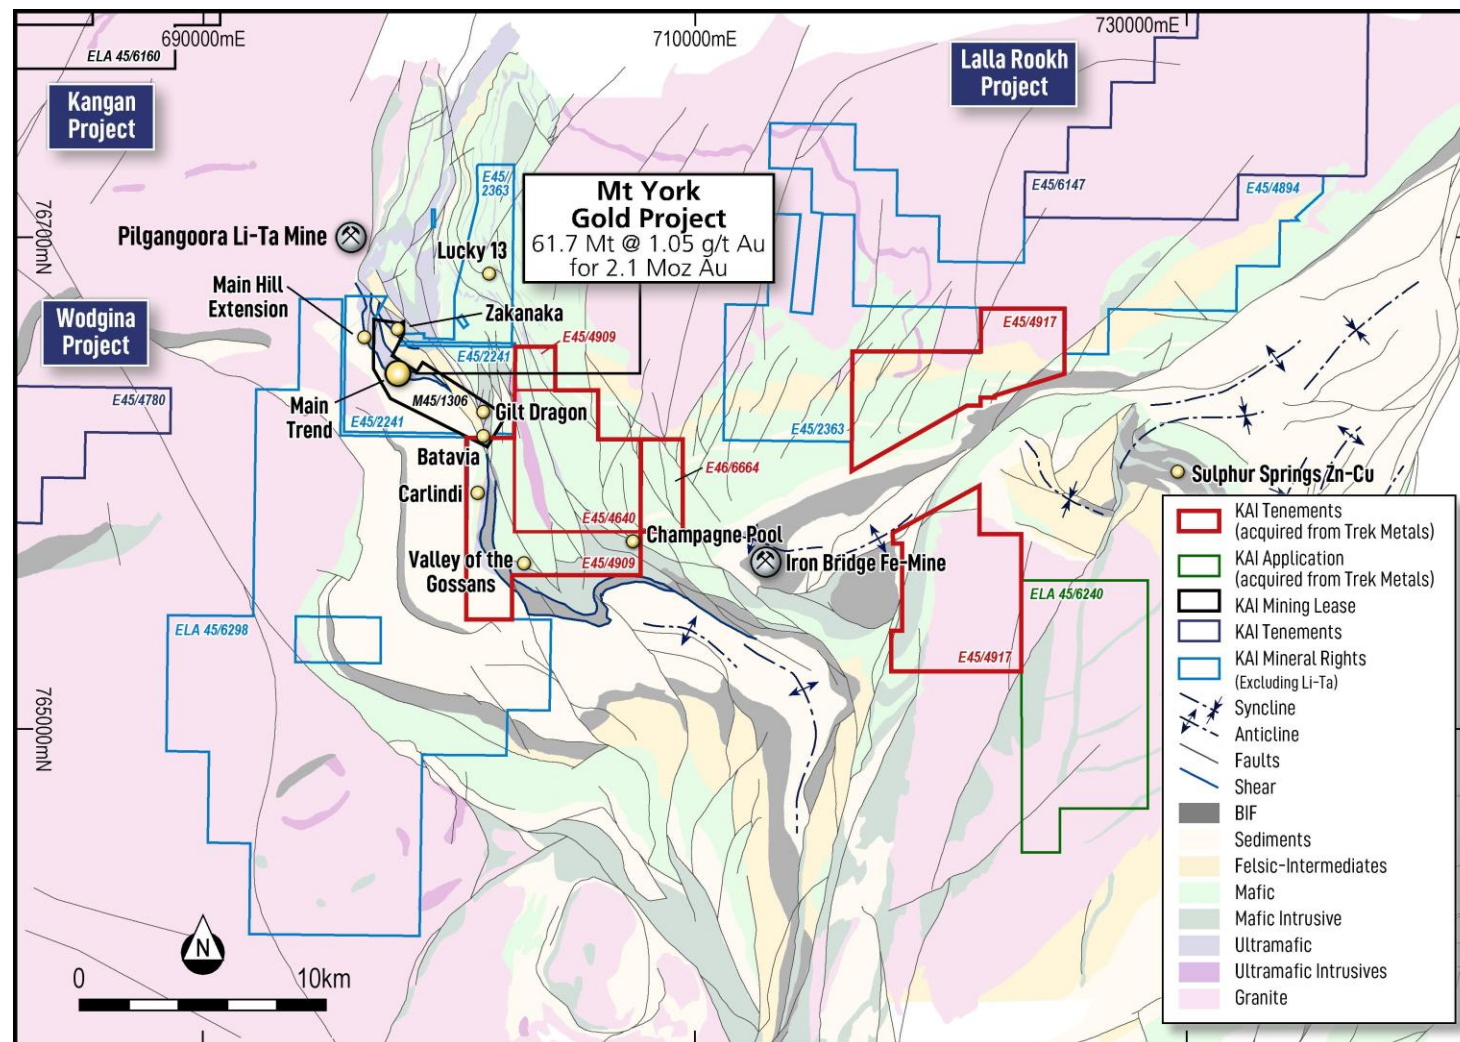 690000mE
710000mE
730000mE
ELA 45/6160
Kangan
Project
Lalla Rookh
Project
E45/
2363
Mt York
Gold Project
61.7 Mt @ 1.05 g/t Au
for 2.1 Moz Au
E45/6147
E45/4894
7670000mN
Pilgangoora Li-Ta Mine
Lucky 13
Main Hill
Extension
Zakanaka
Wodgina
Project
E45/4909
E45/4917
E45/2241
E45/4780
M45/1306
Main
Trend
E45/2241
Gilt Dragon
E45/2363
Batavia
E46/6664
Carlindi
Sulphur Springs Zn-Cu
E45/4640
Champagne Pool
Valley of the
Gossans
E45/4909
Iron Bridge Fe-Mine
ELA 45/6240
ELA 45/6298
E45/4917
7650000mN
KAI Tenements
(acquired from Trek Metals)
KAI Application
(acquired from Trek Metals)
KAI Mining Lease
KAI Tenements
KAI Mineral Rights
(Excluding Li-Ta)
Syncline
Anticline
Faults
Shear
BIF
Sediments
Felsic-Intermediates
Mafic
Mafic Intrusive
Ultramafic
Ultramafic Intrusives
Granite
N
0 10km